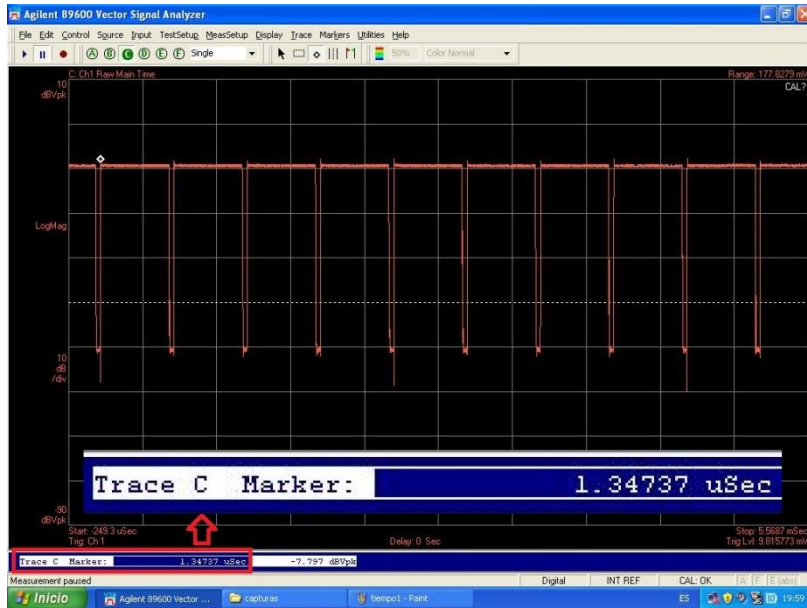 Agilent 89600 Vector Signal Analyzer
File Edit Control Source Input TestSetup MeasSetup Display Trace Markers Utilities Help
A B C D E F Single 50% Color Normal
C: Ch1 Raw Main Time Range: 177.8279 mV
10 CAL?
dBVpk
LogMag
10
dB
/div
Trace C Marker: 1.34737 uSec
-90
dBVpk
Start: -249.3 uSec Stop: 5.5687 mSec
Trig: Ch1 Delay: 0 Sec Trig Lvl: 9.815773 mV
Trace C Marker: 1.34737 uSec -7.797 dBVpk
Measurement paused Digital INT REF CAL: OK A F E (abs)
Inicio Agilent 89600 Vector ... capturas tiempo1 - Paint ES 19:59